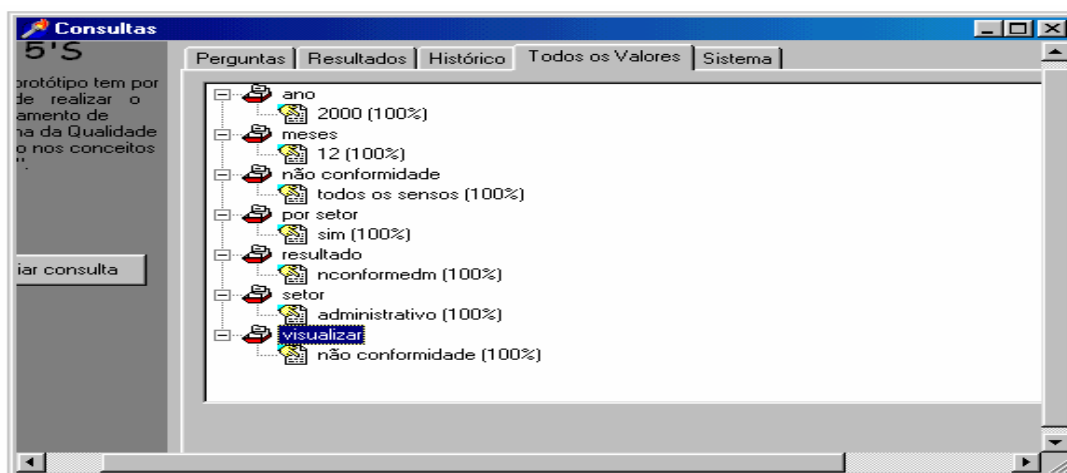 Consultas
5'S
protótipo tem por
de realizar o
amento de
na da Qualidade
o nos conceitos
".
iar consulta
Perguntas Resultados Histórico Todos os Valores Sistema
ano
2000 (100%)
meses
12 (100%)
não conformidade
todos os sensos (100%)
por setor
sim (100%)
resultado
nconformedm (100%)
setor
administrativo (100%)
visualizar
não conformidade (100%)